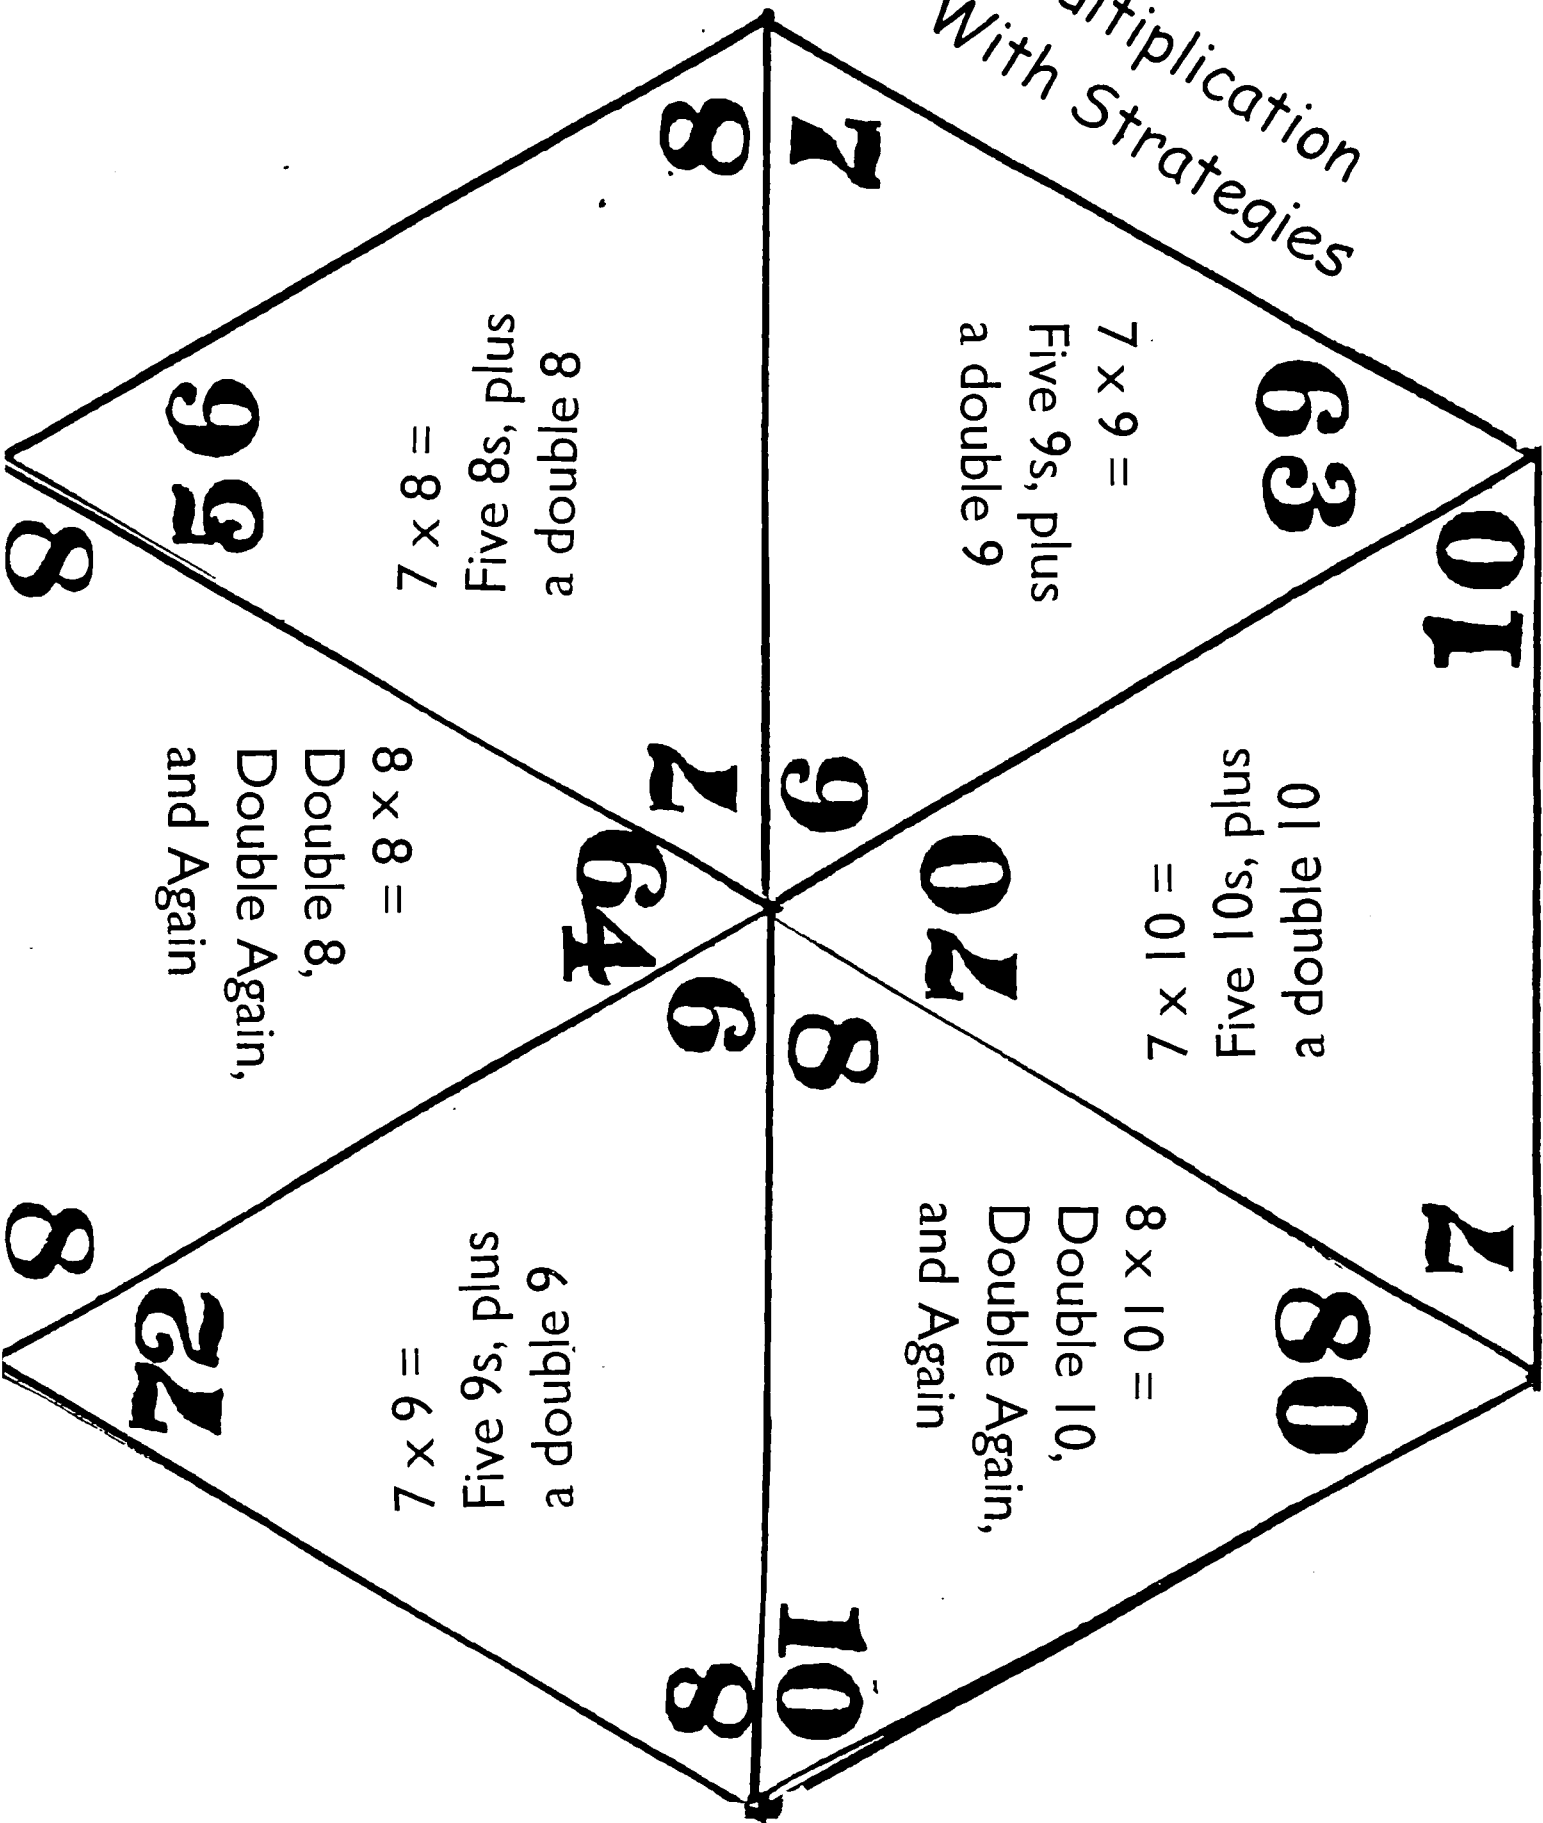 ultiplication
With Strategies
7
63
9
7 x 9 =
Five 9s, plus
a double 9
10
7
70
a double 10
Five 10s, plus
7 x 10 =
8
80
10
8 x 10 =
Double 10,
Double Again,
and Again
8
7
56
a double 8
Five 8s, plus
7 x 8 =
64
8
8
8 x 8 =
Double 8,
Double Again,
and Again
9
8
72
a double 9
Five 9s, plus
7 x 9 =